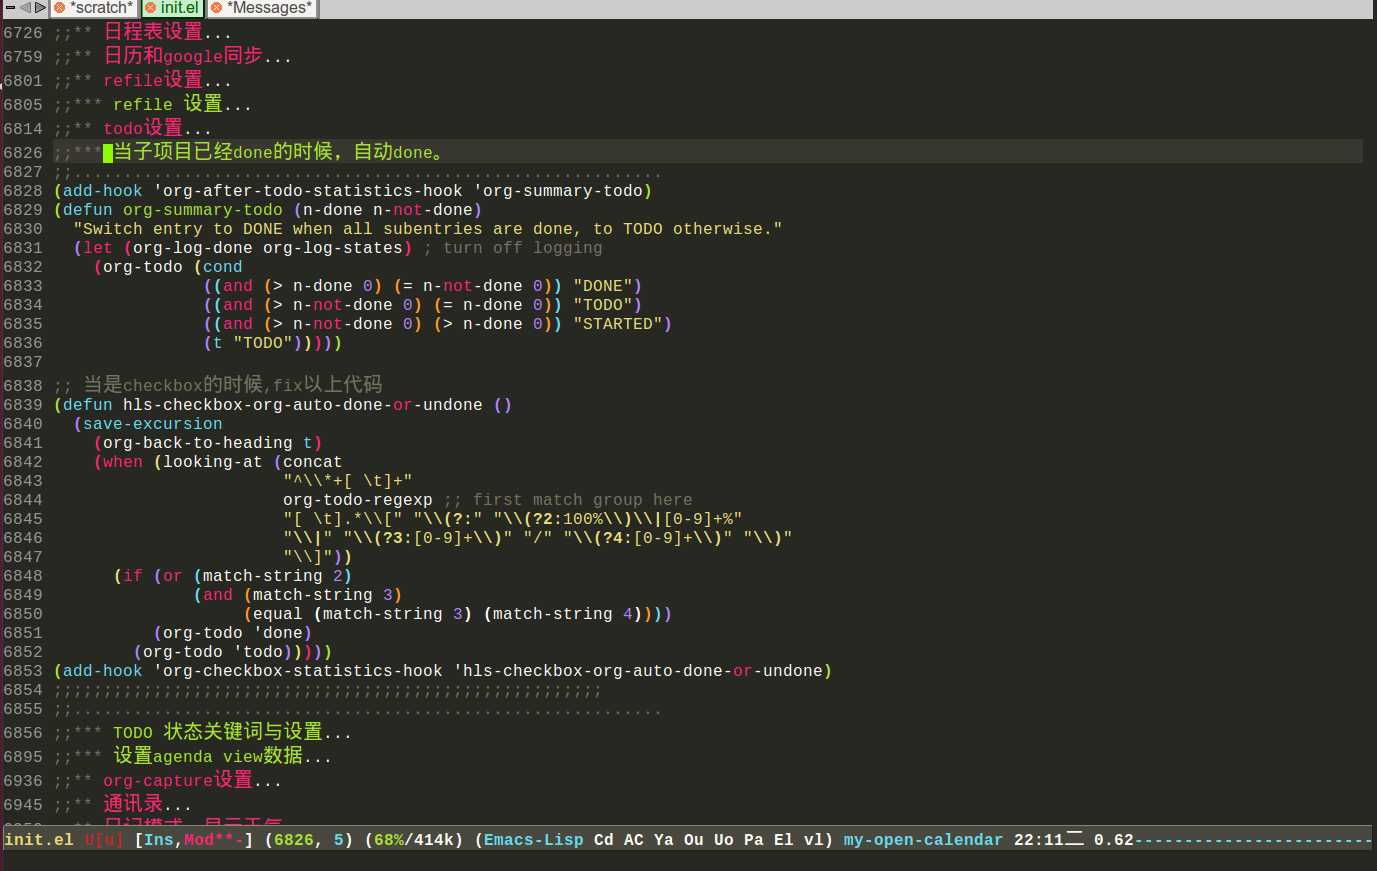 *scratch* init.el *Messages*
6726 ;;** 日程表设置...
6759 ;;** 日历和google同步...
6801 ;;** refile设置...
6805 ;;*** refile 设置...
6814 ;;** todo设置...
6826 ;;*** 当子项目已经done的时候，自动done。
6827 ;;...........................................................
6828 (add-hook 'org-after-todo-statistics-hook 'org-summary-todo)
6829 (defun org-summary-todo (n-done n-not-done)
6830   "Switch entry to DONE when all subentries are done, to TODO otherwise."
6831   (let (org-log-done org-log-states) ; turn off logging
6832     (org-todo (cond
6833                ((and (> n-done 0) (= n-not-done 0)) "DONE")
6834                ((and (> n-not-done 0) (= n-done 0)) "TODO")
6835                ((and (> n-not-done 0) (> n-done 0)) "STARTED")
6836                (t "TODO")))))
6837
6838 ;; 当是checkbox的时候,fix以上代码
6839 (defun hls-checkbox-org-auto-done-or-undone ()
6840   (save-excursion
6841     (org-back-to-heading t)
6842     (when (looking-at (concat
6843                        "^\\*+[ \t]+"
6844                        org-todo-regexp ;; first match group here
6845                        "[ \t].*\\[" "\\(?:" "\\(?2:100%\\)\\|[0-9]+%"
6846                        "\\|" "\\(?3:[0-9]+\\)" "/" "\\(?4:[0-9]+\\)" "\\)"
6847                        "\\]"))
6848       (if (or (match-string 2)
6849               (and (match-string 3)
6850                    (equal (match-string 3) (match-string 4))))
6851           (org-todo 'done)
6852         (org-todo 'todo)))))
6853 (add-hook 'org-checkbox-statistics-hook 'hls-checkbox-org-auto-done-or-undone)
6854 ;;;;;;;;;;;;;;;;;;;;;;;;;;;;;;;;;;;;;;;;;;;;;;;;;;;;;;;
6855 ;;...........................................................
6856 ;;*** TODO 状态关键词与设置...
6895 ;;*** 设置agenda view数据...
6936 ;;** org-capture设置...
6945 ;;** 通讯录...
init.el U[u] [Ins,Mod**-] (6826, 5) (68%/414k) (Emacs-Lisp Cd AC Ya Ou Uo Pa El vl) my-open-calendar 22:11二 0.62------------------------